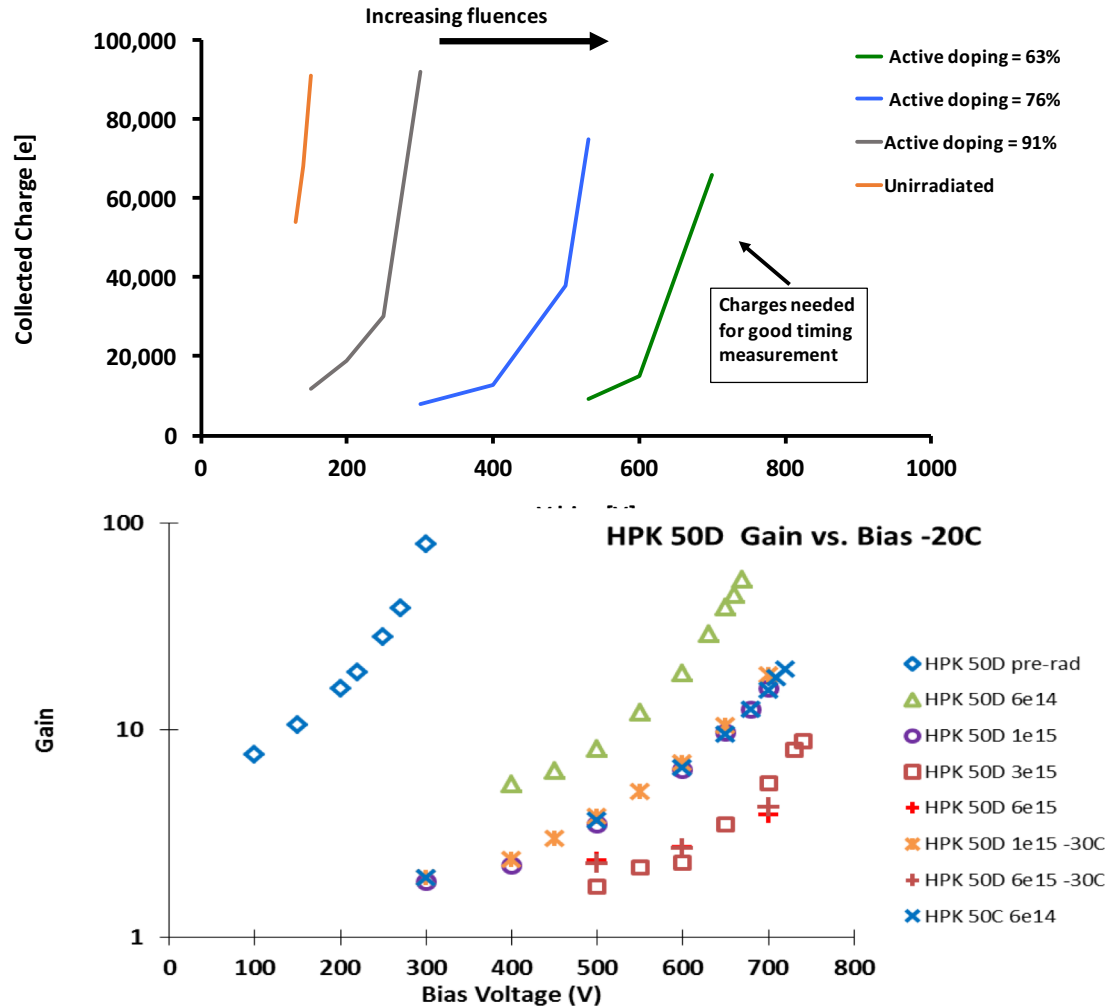 Increasing fluences
100,000
80,000
60,000
40,000
20,000
0
Collected Charge [e]
0 200 400 600 800 1000
Active doping = 63%
Active doping = 76%
Active doping = 91%
Unirradiated
Charges needed
for good timing
measurement
HPK 50D Gain vs. Bias -20C
100
10
1
Gain
0 100 200 300 400 500 600 700 800
Bias Voltage (V)
HPK 50D pre-rad
HPK 50D 6e14
HPK 50D 1e15
HPK 50D 3e15
HPK 50D 6e15
HPK 50D 1e15 -30C
HPK 50D 6e15 -30C
HPK 50C 6e14